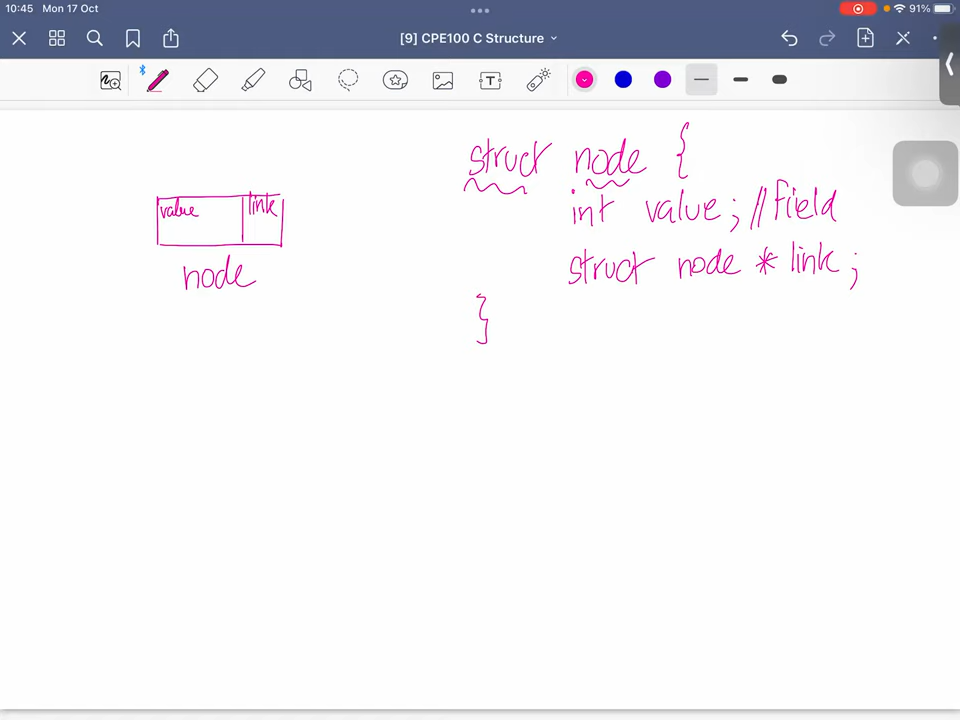 10:45 Mon 17 Oct
91%
[9] CPE100 C Structure
T
struct node {
int value; //field
struct node * link;
}
value link
node